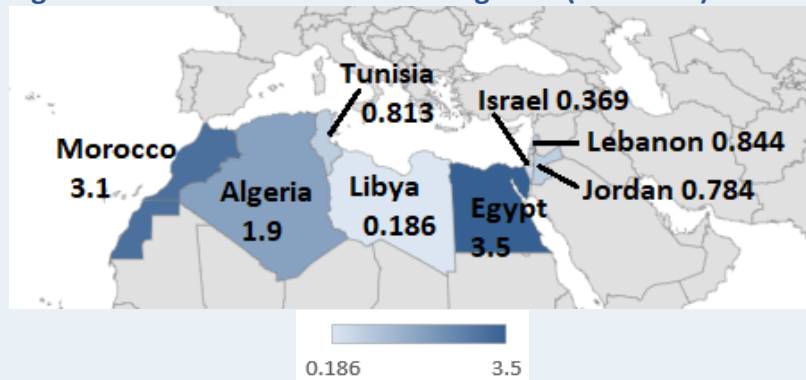 Tunisia
0.813
Israel 0.369
Morocco
3.1
Lebanon 0.844
Algeria
1.9
Libya
0.186
Egypt
3.5
Jordan 0.784
0.186 3.5